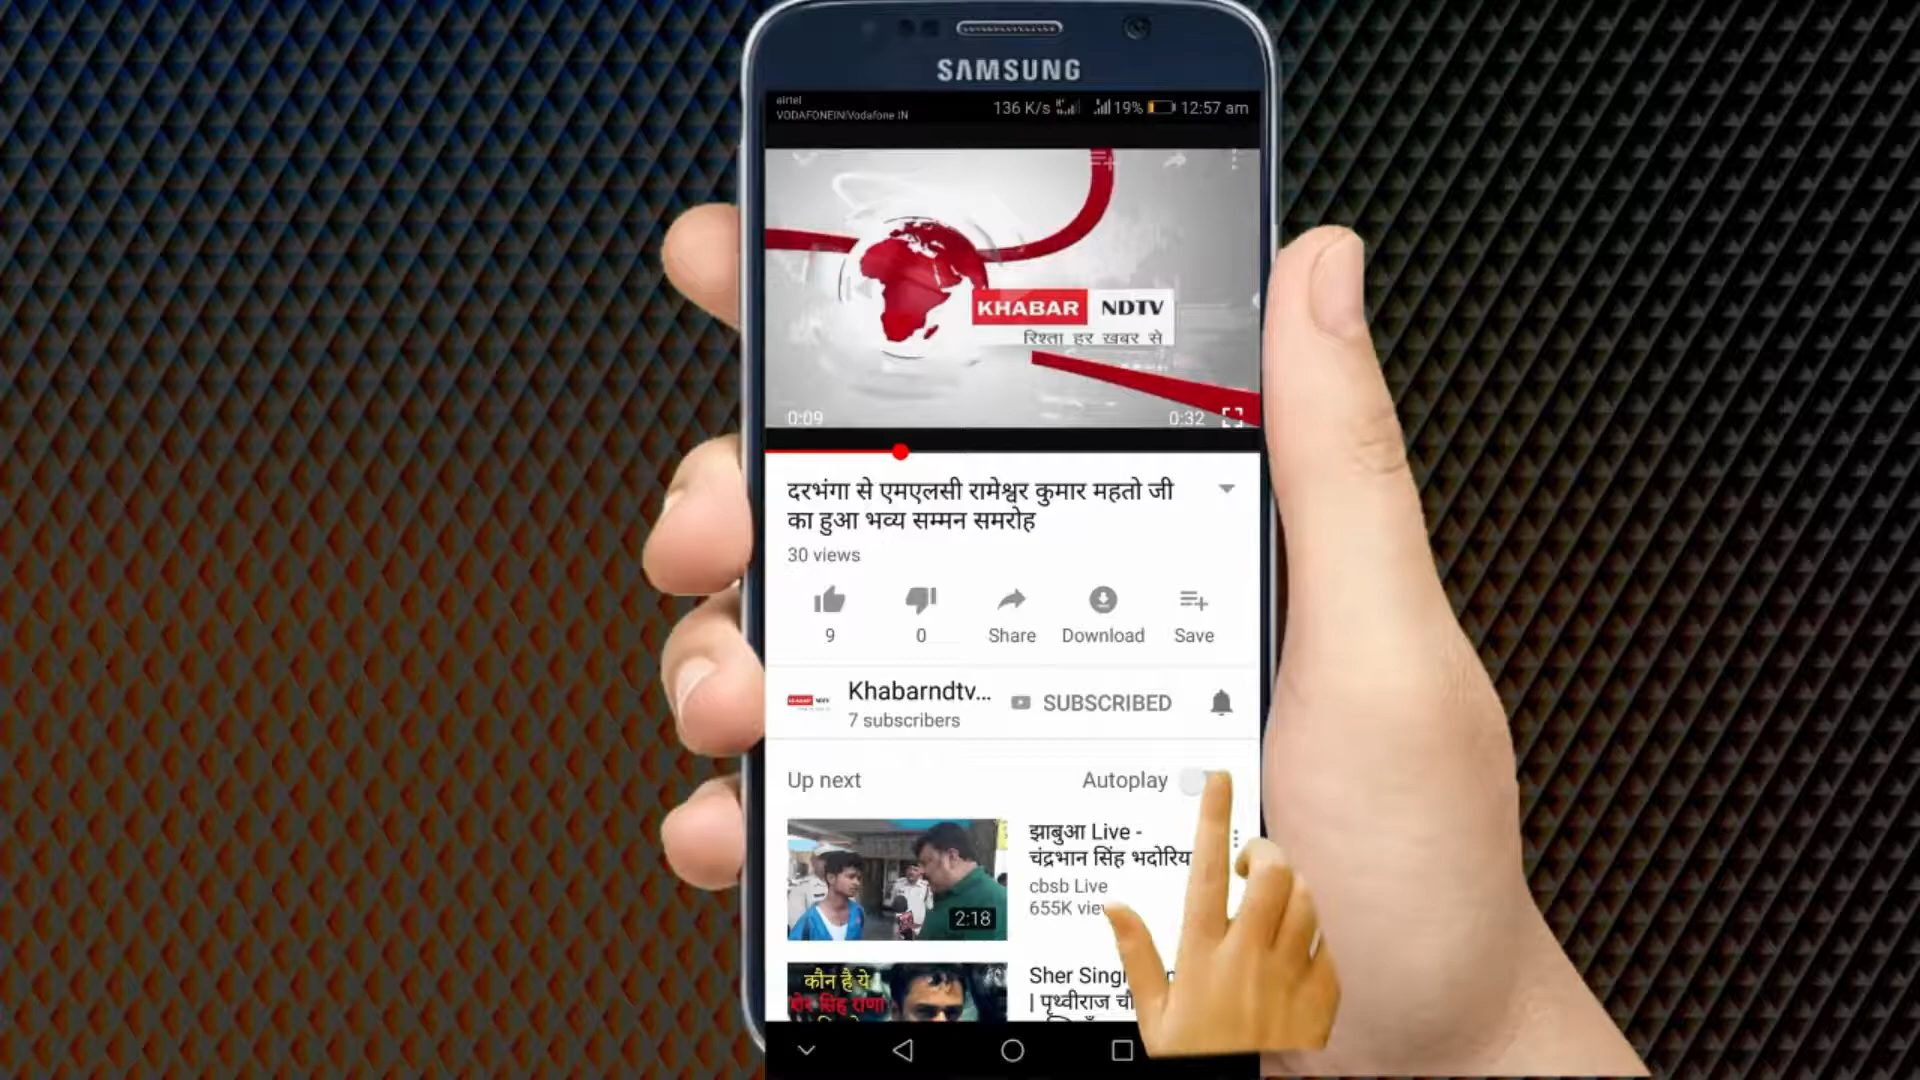 SAMSUNG
airtel
VODAFONEIN|Vodafone IN
136 K/s 19% 12:57 am
KHABAR NDTV
रिश्ता हर खबर से
0:09 0:32
दरभंगा से एमएलसी रामेश्वर कुमार महतो जी
का हुआ भव्य सम्मन समरोह
30 views
9 0 Share Download Save
Khabarndtv...
SUBSCRIBED
7 subscribers
Up next Autoplay
झाबुआ Live -
चंद्रभान सिंह भदोरिया
cbsb Live
655K
2:18
कौन है ये
शेर सिंह राणा
Sher Singh
| पृथ्वीराज